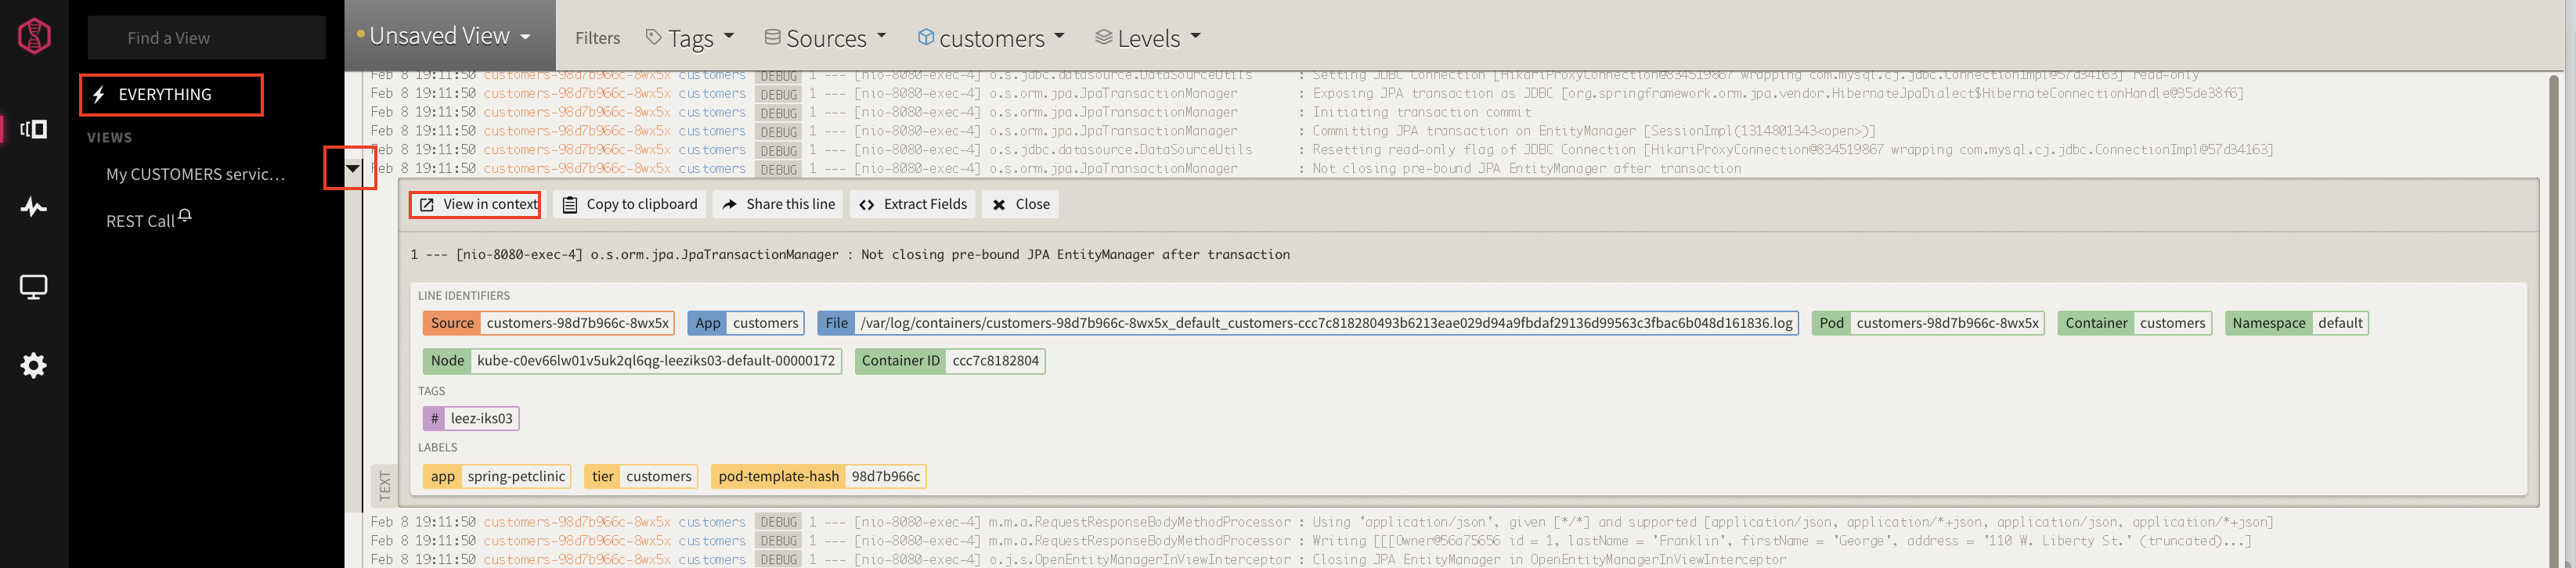 Find a View
EVERYTHING
VIEWS
My CUSTOMERS servic...
REST Call
Unsaved View
Filters Tags Sources customers Levels
Feb 8 19:11:50 customers-98d7b966c-8wx5x customers DEBUG 1 --- [nio-8080-exec-4] o.s.jdbc.datasource.DataSourceUtils : Setting JDBC Connection [HikariProxyConnection@834519867 wrapping com.mysql.cj.jdbc.ConnectionImpl@57d34163] read-only
Feb 8 19:11:50 customers-98d7b966c-8wx5x customers DEBUG 1 --- [nio-8080-exec-4] o.s.orm.jpa.JpaTransactionManager : Exposing JPA transaction as JDBC [org.springframework.orm.jpa.vendor.HibernateJpaDialect$HibernateConnectionHandle@35de38f6]
Feb 8 19:11:50 customers-98d7b966c-8wx5x customers DEBUG 1 --- [nio-8080-exec-4] o.s.orm.jpa.JpaTransactionManager : Initiating transaction commit
Feb 8 19:11:50 customers-98d7b966c-8wx5x customers DEBUG 1 --- [nio-8080-exec-4] o.s.orm.jpa.JpaTransactionManager : Committing JPA transaction on EntityManager [SessionImpl(1314801343<open>)]
Feb 8 19:11:50 customers-98d7b966c-8wx5x customers DEBUG 1 --- [nio-8080-exec-4] o.s.jdbc.datasource.DataSourceUtils : Resetting read-only flag of JDBC Connection [HikariProxyConnection@834519867 wrapping com.mysql.cj.jdbc.ConnectionImpl@57d34163]
Feb 8 19:11:50 customers-98d7b966c-8wx5x customers DEBUG 1 --- [nio-8080-exec-4] o.s.orm.jpa.JpaTransactionManager : Not closing pre-bound JPA EntityManager after transaction
View in context Copy to clipboard Share this line Extract Fields Close
1 --- [nio-8080-exec-4] o.s.orm.jpa.JpaTransactionManager : Not closing pre-bound JPA EntityManager after transaction
LINE IDENTIFIERS
Source customers-98d7b966c-8wx5x App customers File /var/log/containers/customers-98d7b966c-8wx5x_default_customers-ccc7c818280493b6213eae029d94a9fbdaf29136d99563c3fbac6b048d161836.log Pod customers-98d7b966c-8wx5x Container customers Namespace default
Node kube-c0ev66lw01v5uk2ql6qg-leeziks03-default-00000172 Container ID ccc7c8182804
TAGS
# leez-iks03
LABELS
app spring-petclinic tier customers pod-template-hash 98d7b966c
TEXT
Feb 8 19:11:50 customers-98d7b966c-8wx5x customers DEBUG 1 --- [nio-8080-exec-4] m.m.a.RequestResponseBodyMethodProcessor : Using 'application/json', given [*/*] and supported [application/json, application/*+json, application/json, application/*+json]
Feb 8 19:11:50 customers-98d7b966c-8wx5x customers DEBUG 1 --- [nio-8080-exec-4] m.m.a.RequestResponseBodyMethodProcessor : Writing [[[Owner@56a75656 id = 1, lastName = 'Franklin', firstName = 'George', address = '110 W. Liberty St.' (truncated)...]
Feb 8 19:11:50 customers-98d7b966c-8wx5x customers DEBUG 1 --- [nio-8080-exec-4] o.j.s.OpenEntityManagerInViewInterceptor : Closing JPA EntityManager in OpenEntityManagerInViewInterceptor